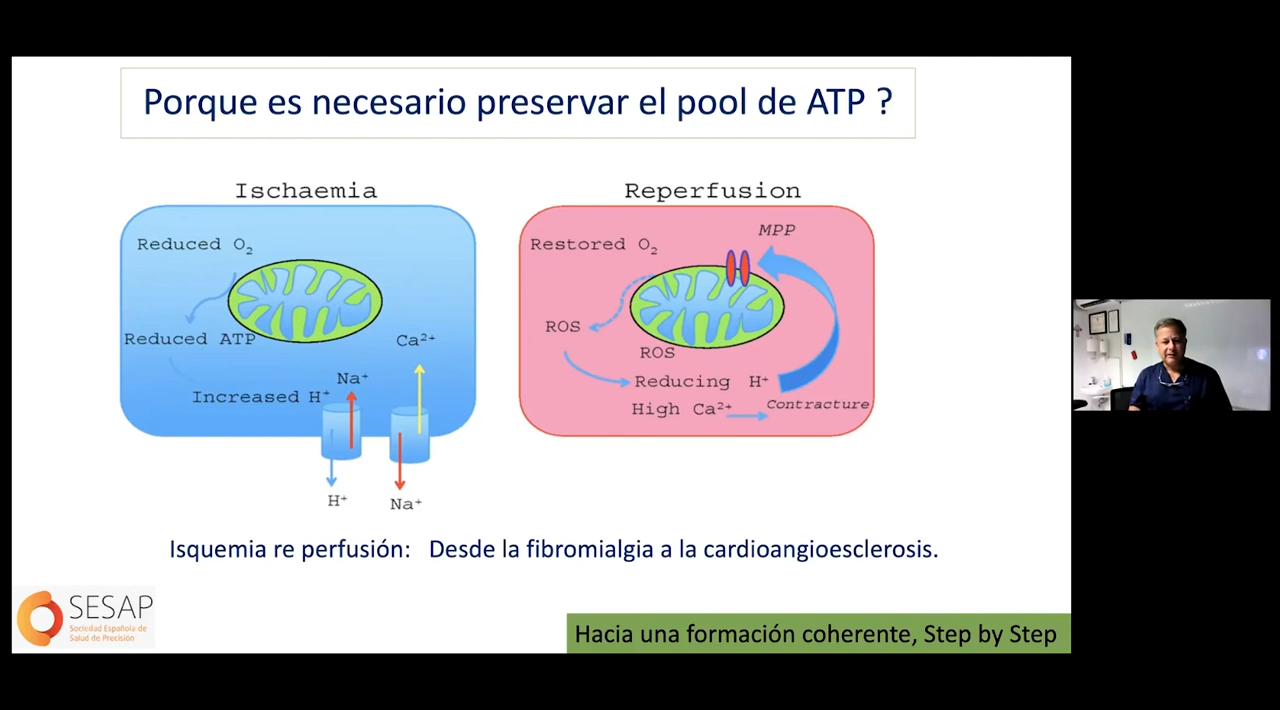 Porque es necesario preservar el pool de ATP ?
Ischaemia
Reduced O₂
Reduced ATP
Increased H⁺
Na⁺
Ca²⁺
H⁺
Na⁺
Reperfusion
MPP
Restored O₂
ROS
ROS
Reducing H⁺
High Ca²⁺
Contracture
Isquemia re perfusión: Desde la fibromialgia a la cardioangioesclerosis.
SESAP
Sociedad Española de
Salud de Precisión
Hacia una formación coherente, Step by Step